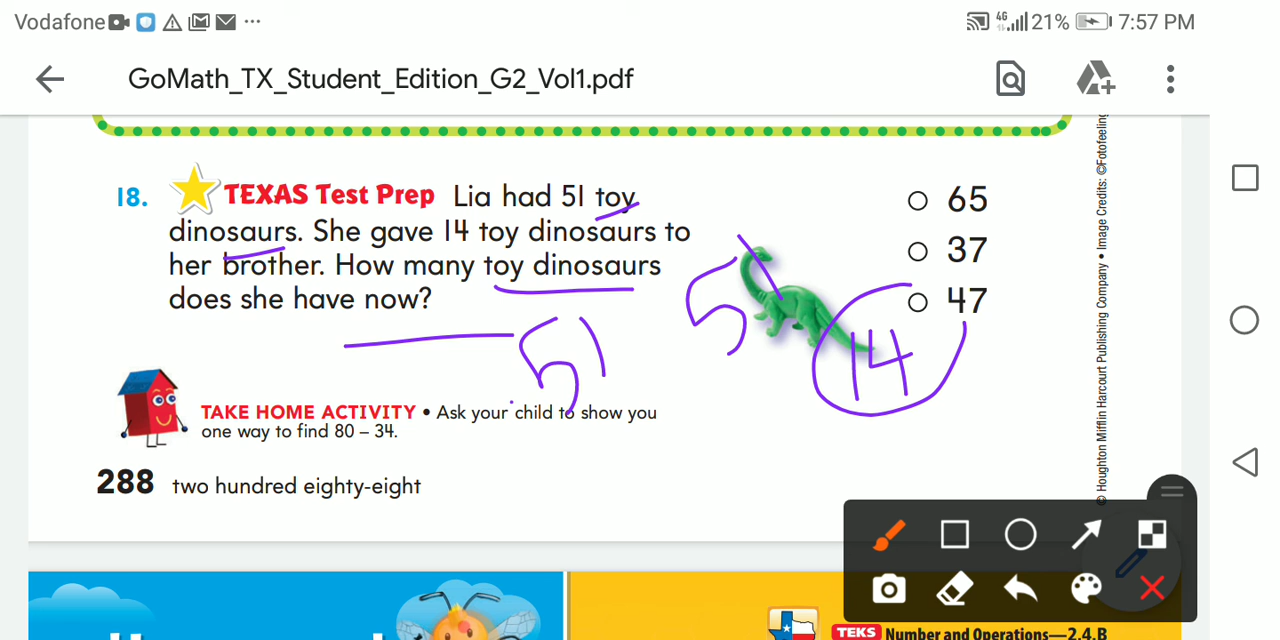 Vodafone 4G 21% 7:57 PM
GoMath_TX_Student_Edition_G2_Vol1.pdf
18. TEXAS Test Prep Lia had 51 toy
dinosaurs. She gave 14 toy dinosaurs to
her brother. How many toy dinosaurs
does she have now?
65
37
47
51
14
51
TAKE HOME ACTIVITY • Ask your child to show you
one way to find 80 – 34.
288 two hundred eighty-eight
© Houghton Mifflin Harcourt Publishing Company • Image Credits: ©Fotofeeling
TEKS Number and Operations—2.4.B